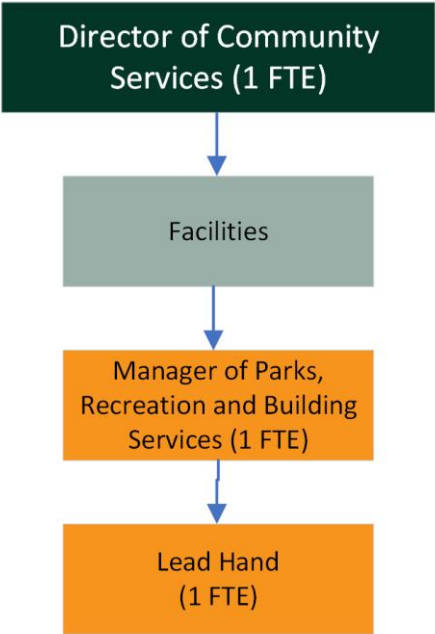 Director of Community
Services (1 FTE)
Facilities
Manager of Parks,
Recreation and Building
Services (1 FTE)
Lead Hand
(1 FTE)